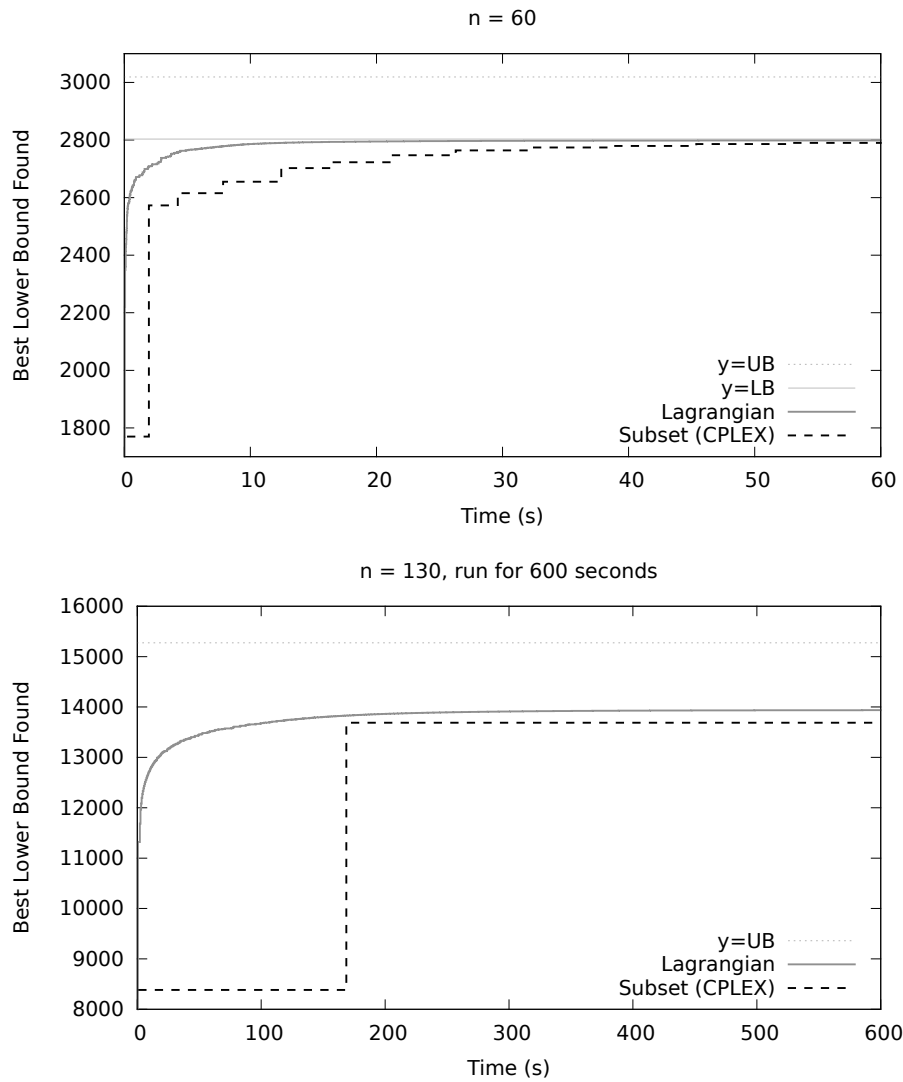 n = 60
3000
2800
2600
2400
2200
2000
1800
Best Lower Bound Found
y=UB
y=LB
Lagrangian
Subset (CPLEX)
0 10 20 30 40 50 60
Time (s)
n = 130, run for 600 seconds
16000
15000
14000
13000
12000
11000
10000
9000
8000
Best Lower Bound Found
y=UB
Lagrangian
Subset (CPLEX)
0 100 200 300 400 500 600
Time (s)